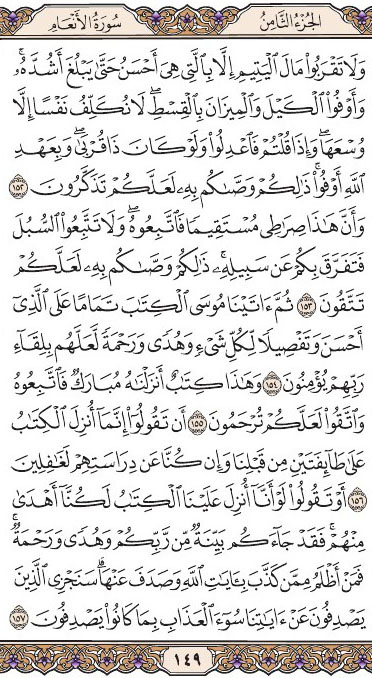 الجزء الثامن سورة الأنعام
وَلَا تَقْرَبُوا۟ مَالَ ٱلْيَتِيمِ إِلَّا بِٱلَّتِى هِىَ أَحْسَنُ حَتَّىٰ يَبْلُغَ أَشُدَّهُۥۚ
وَأَوْفُوا۟ ٱلْكَيْلَ وَٱلْمِيزَانَ بِٱلْقِسْطِۖ لَا نُكَلِّفُ نَفْسًا إِلَّا
وُسْعَهَاۖ وَإِذَا قُلْتُمْ فَٱعْدِلُوا۟ وَلَوْ كَانَ ذَا قُرْبَىٰۖ وَبِعَهْدِ
ٱللَّهِ أَوْفُوا۟ۚ ذَٰلِكُمْ وَصَّىٰكُم بِهِۦ لَعَلَّكُمْ تَذَكَّرُونَ ١٥٢
وَأَنَّ هَٰذَا صِرَٰطِى مُسْتَقِيمًا فَٱتَّبِعُوهُۖ وَلَا تَتَّبِعُوا۟ ٱلسُّبُلَ
فَتَفَرَّقَ بِكُمْ عَن سَبِيلِهِۦۚ ذَٰلِكُمْ وَصَّىٰكُم بِهِۦ لَعَلَّكُمْ
تَتَّقُونَ ١٥٣ ثُمَّ ءَاتَيْنَا مُوسَى ٱلْكِتَٰبَ تَمَامًا عَلَى ٱلَّذِىٓ
أَحْسَنَ وَتَفْصِيلًا لِّكُلِّ شَىْءٍ وَهُدًى وَرَحْمَةً لَّعَلَّهُم بِلِقَآءِ
رَبِّهِمْ يُؤْمِنُونَ ١٥٤ وَهَٰذَا كِتَٰبٌ أَنزَلْنَٰهُ مُبَارَكٌ فَٱتَّبِعُوهُ
وَٱتَّقُوا۟ لَعَلَّكُمْ تُرْحَمُونَ ١٥٥ أَن تَقُولُوٓا۟ إِنَّمَآ أُنزِلَ ٱلْكِتَٰبُ
عَلَىٰ طَآئِفَتَيْنِ مِن قَبْلِنَا وَإِن كُنَّا عَن دِرَاسَتِهِمْ لَغَٰفِلِينَ
١٥٦ أَوْ تَقُولُوا۟ لَوْ أَنَّآ أُنزِلَ عَلَيْنَا ٱلْكِتَٰبُ لَكُنَّآ أَهْدَىٰ
مِنْهُمْۚ فَقَدْ جَآءَكُم بَيِّنَةٌ مِّن رَّبِّكُمْ وَهُدًى وَرَحْمَةٌۚ
فَمَنْ أَظْلَمُ مِمَّن كَذَّبَ بِـَٔايَٰتِ ٱللَّهِ وَصَدَفَ عَنْهَاۗ سَنَجْزِى ٱلَّذِينَ
يَصْدِفُونَ عَنْ ءَايَٰتِنَا سُوٓءَ ٱلْعَذَابِ بِمَا كَانُوا۟ يَصْدِفُونَ ١٥٧
١٤٩